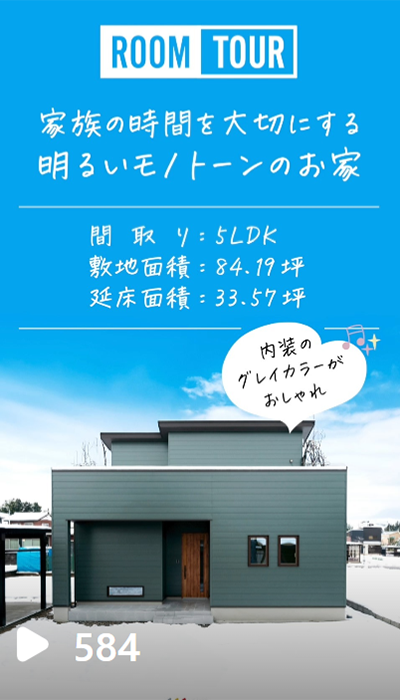 ROOM TOUR
家族の時間を大切にする
明るいモノトーンのお家
間取り：5LDK
敷地面積：84.19坪
延床面積：33.57坪
内装の
グレイカラーが
おしゃれ
584